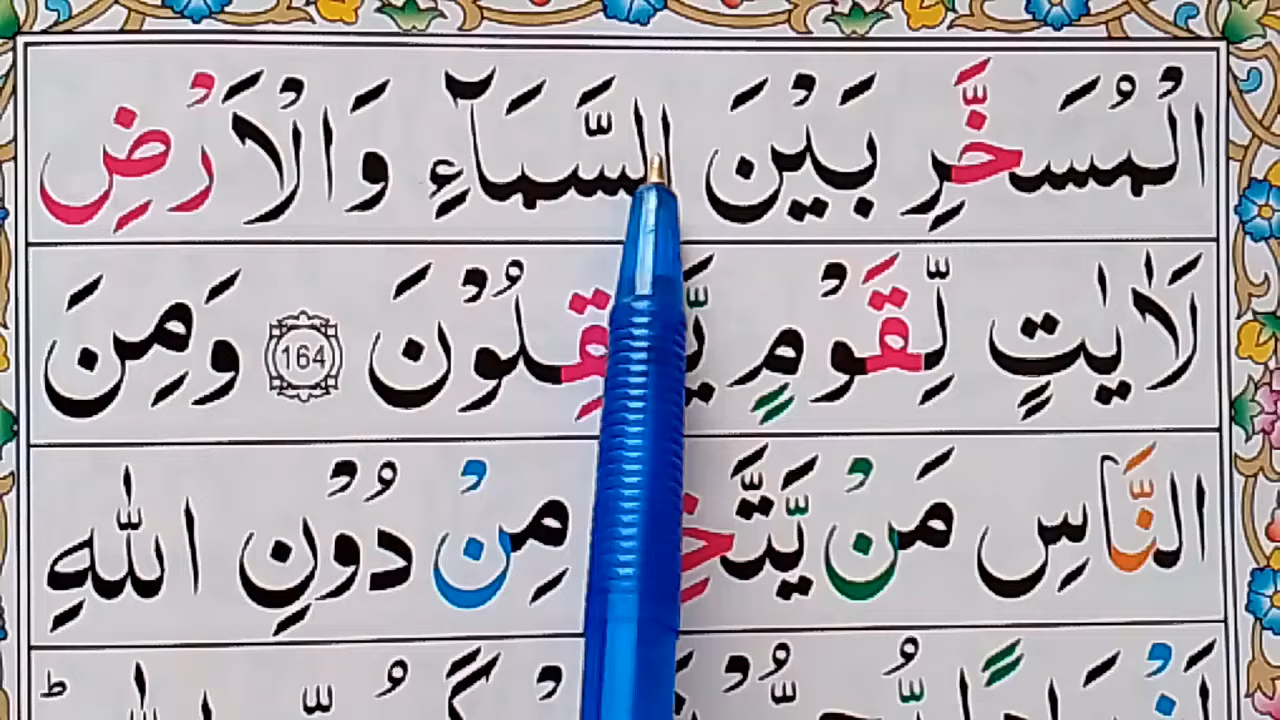 الْمُسَخَّرِ بَيْنَ السَّمَآءِ وَالْاَرْضِ
لَاٰيٰتٍ لِّقَوْمٍ يَّعْقِلُوْنَ 164 وَمِنَ
النَّاسِ مَنْ يَّتَّخِذُ مِنْ دُوْنِ اللّٰهِ